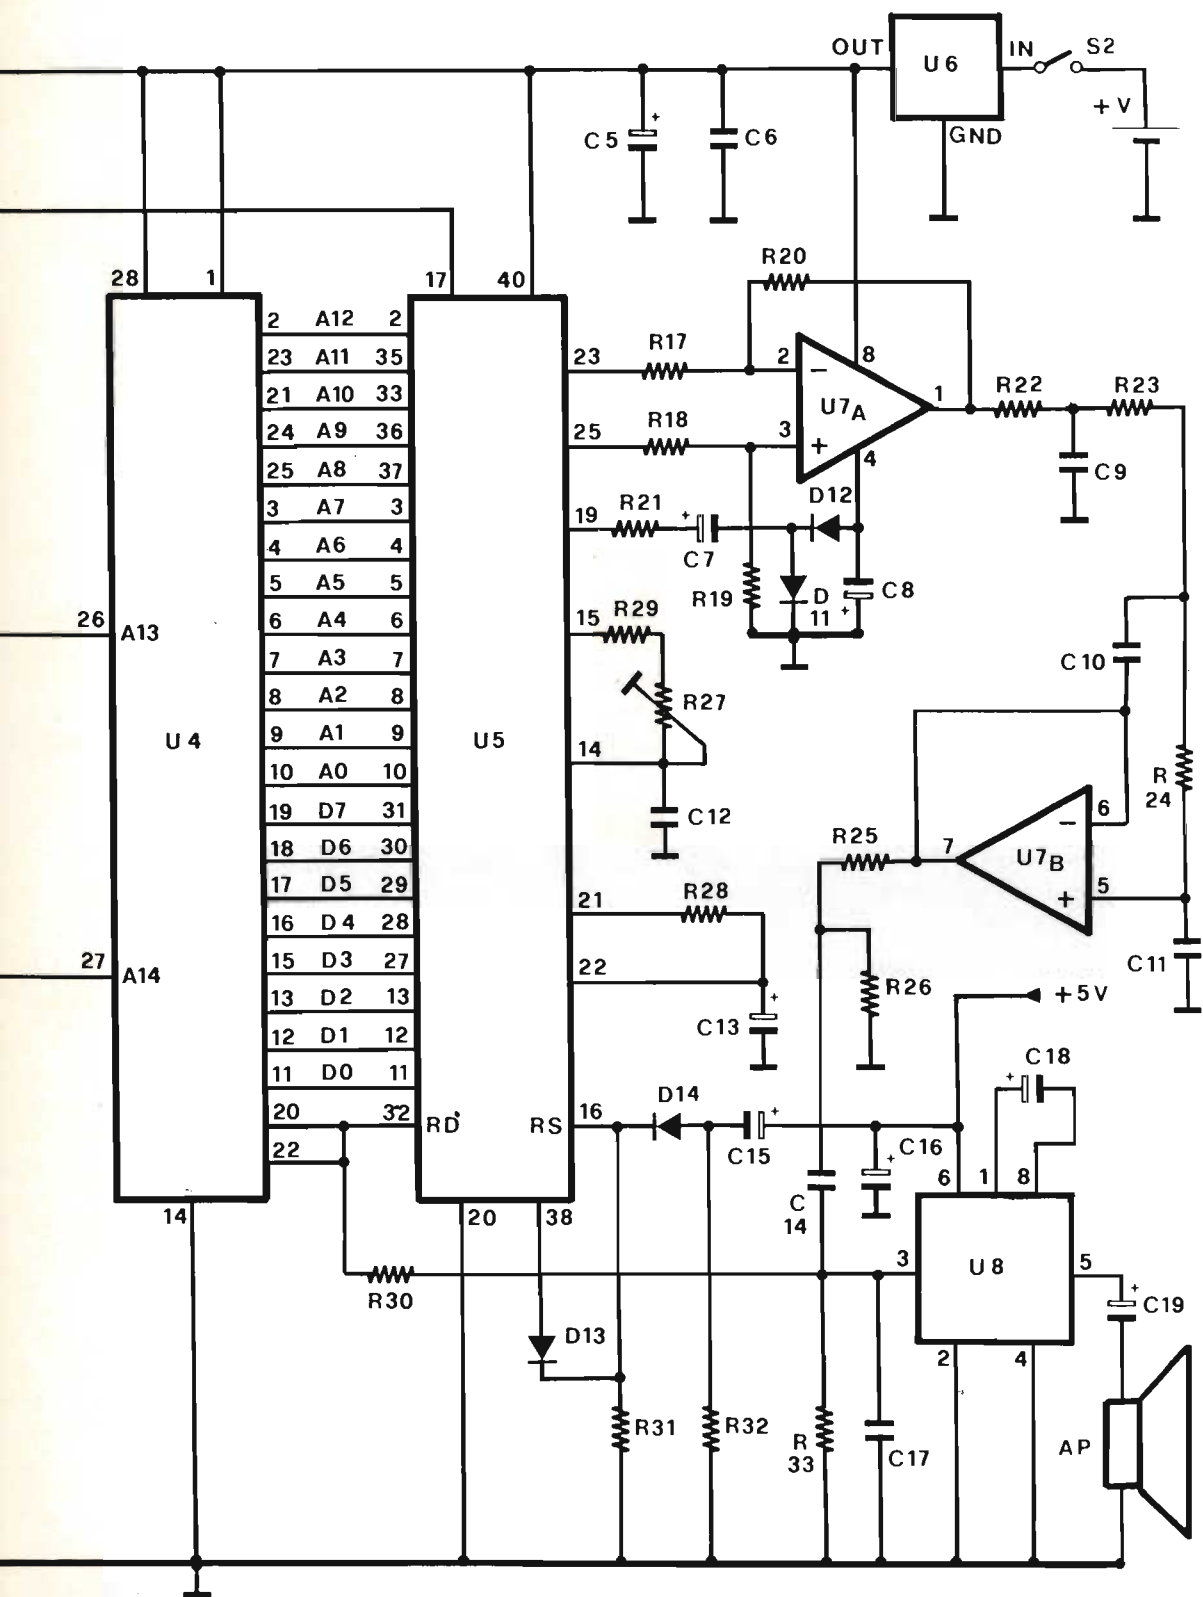 OUT U6 IN S2
+ V
GND
C5 + C6
28 1 17 40
R20
2 A12 2
23 A11 35
21 A10 33
24 A9 36
25 A8 37
3 A7 3
4 A6 4
5 A5 5
6 A4 6
7 A3 7
8 A2 8
9 A1 9
10 A0 10
19 D7 31
18 D6 30
17 D5 29
16 D4 28
15 D3 27
13 D2 13
12 D1 12
11 D0 11
20 32 RD
22
26 A13
27 A14
U4
U5
14
20 38
23 R17 2 − 8
U7A 1 R22 R23
25 R18 3 + 4
C9
19 R21 + C7 D12
R19 D 11 + C8
15 R29
R27
14
C12
C10
R 24
6 −
U7B 7 R25
5 +
C11
21 R28
22
+ C13
R26
+5V
+ C18
RS 16 D14
C15 +
C16 +
C 14
6 1 8
3 U8 5
2 4
+ C19
R30
D13
R31 R32 R 33 C17
AP